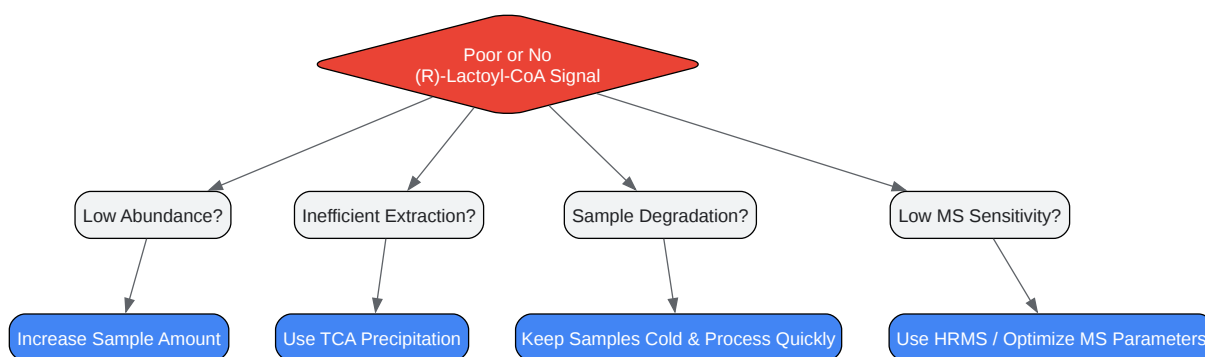 Poor or No
(R)-Lactoyl-CoA Signal
Low Abundance?
Inefficient Extraction?
Sample Degradation?
Low MS Sensitivity?
Increase Sample Amount
Use TCA Precipitation
Keep Samples Cold & Process Quickly
Use HRMS / Optimize MS Parameters